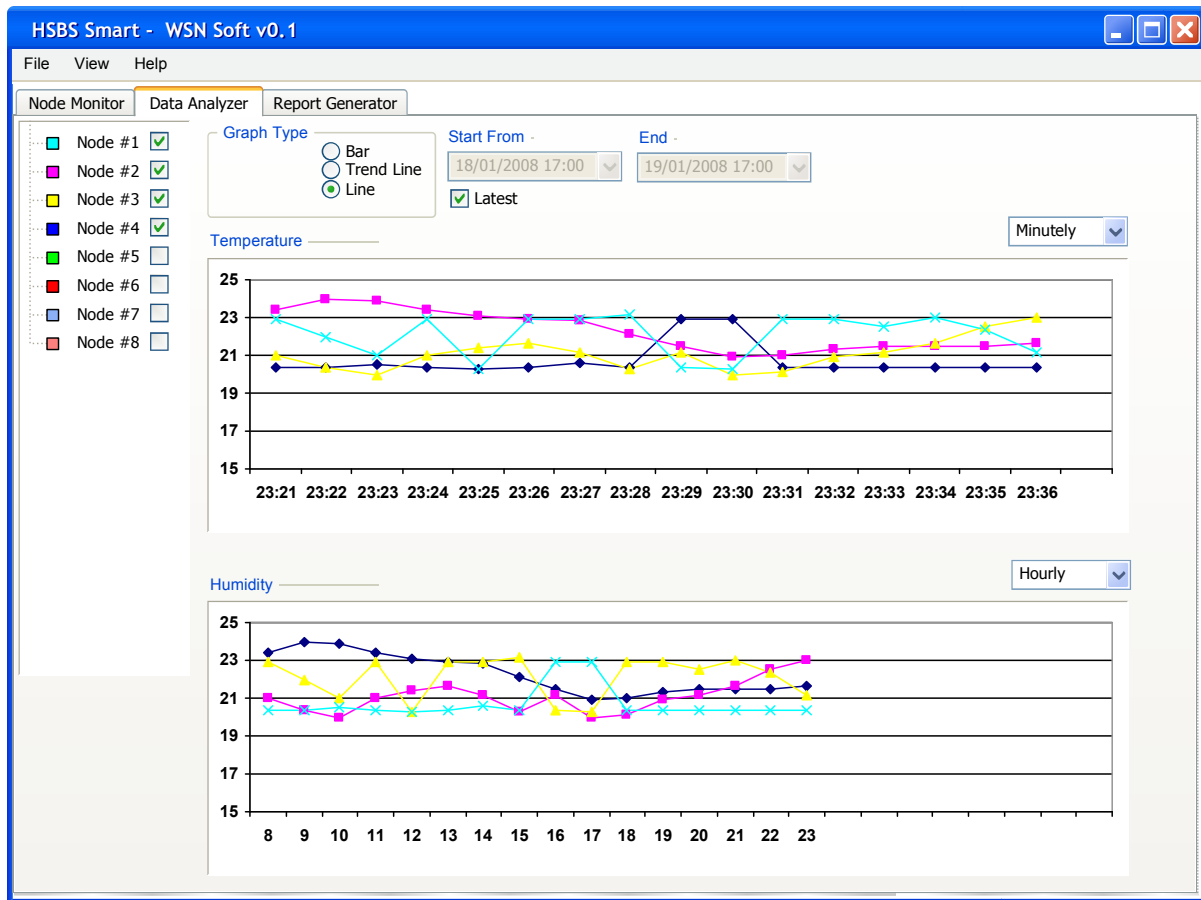 HSBS Smart - WSN Soft v0.1
File View Help
Node Monitor Data Analyzer Report Generator
Node #1
Node #2
Node #3
Node #4
Node #5
Node #6
Node #7
Node #8
Graph Type
Bar
Trend Line
Line
Start From -
18/01/2008 17:00
Latest
End -
19/01/2008 17:00
Temperature
Minutely
25
23
21
19
17
15
23:21 23:22 23:23 23:24 23:25 23:26 23:27 23:28 23:29 23:30 23:31 23:32 23:33 23:34 23:35 23:36
Humidity
Hourly
25
23
21
19
17
15
8 9 10 11 12 13 14 15 16 17 18 19 20 21 22 23